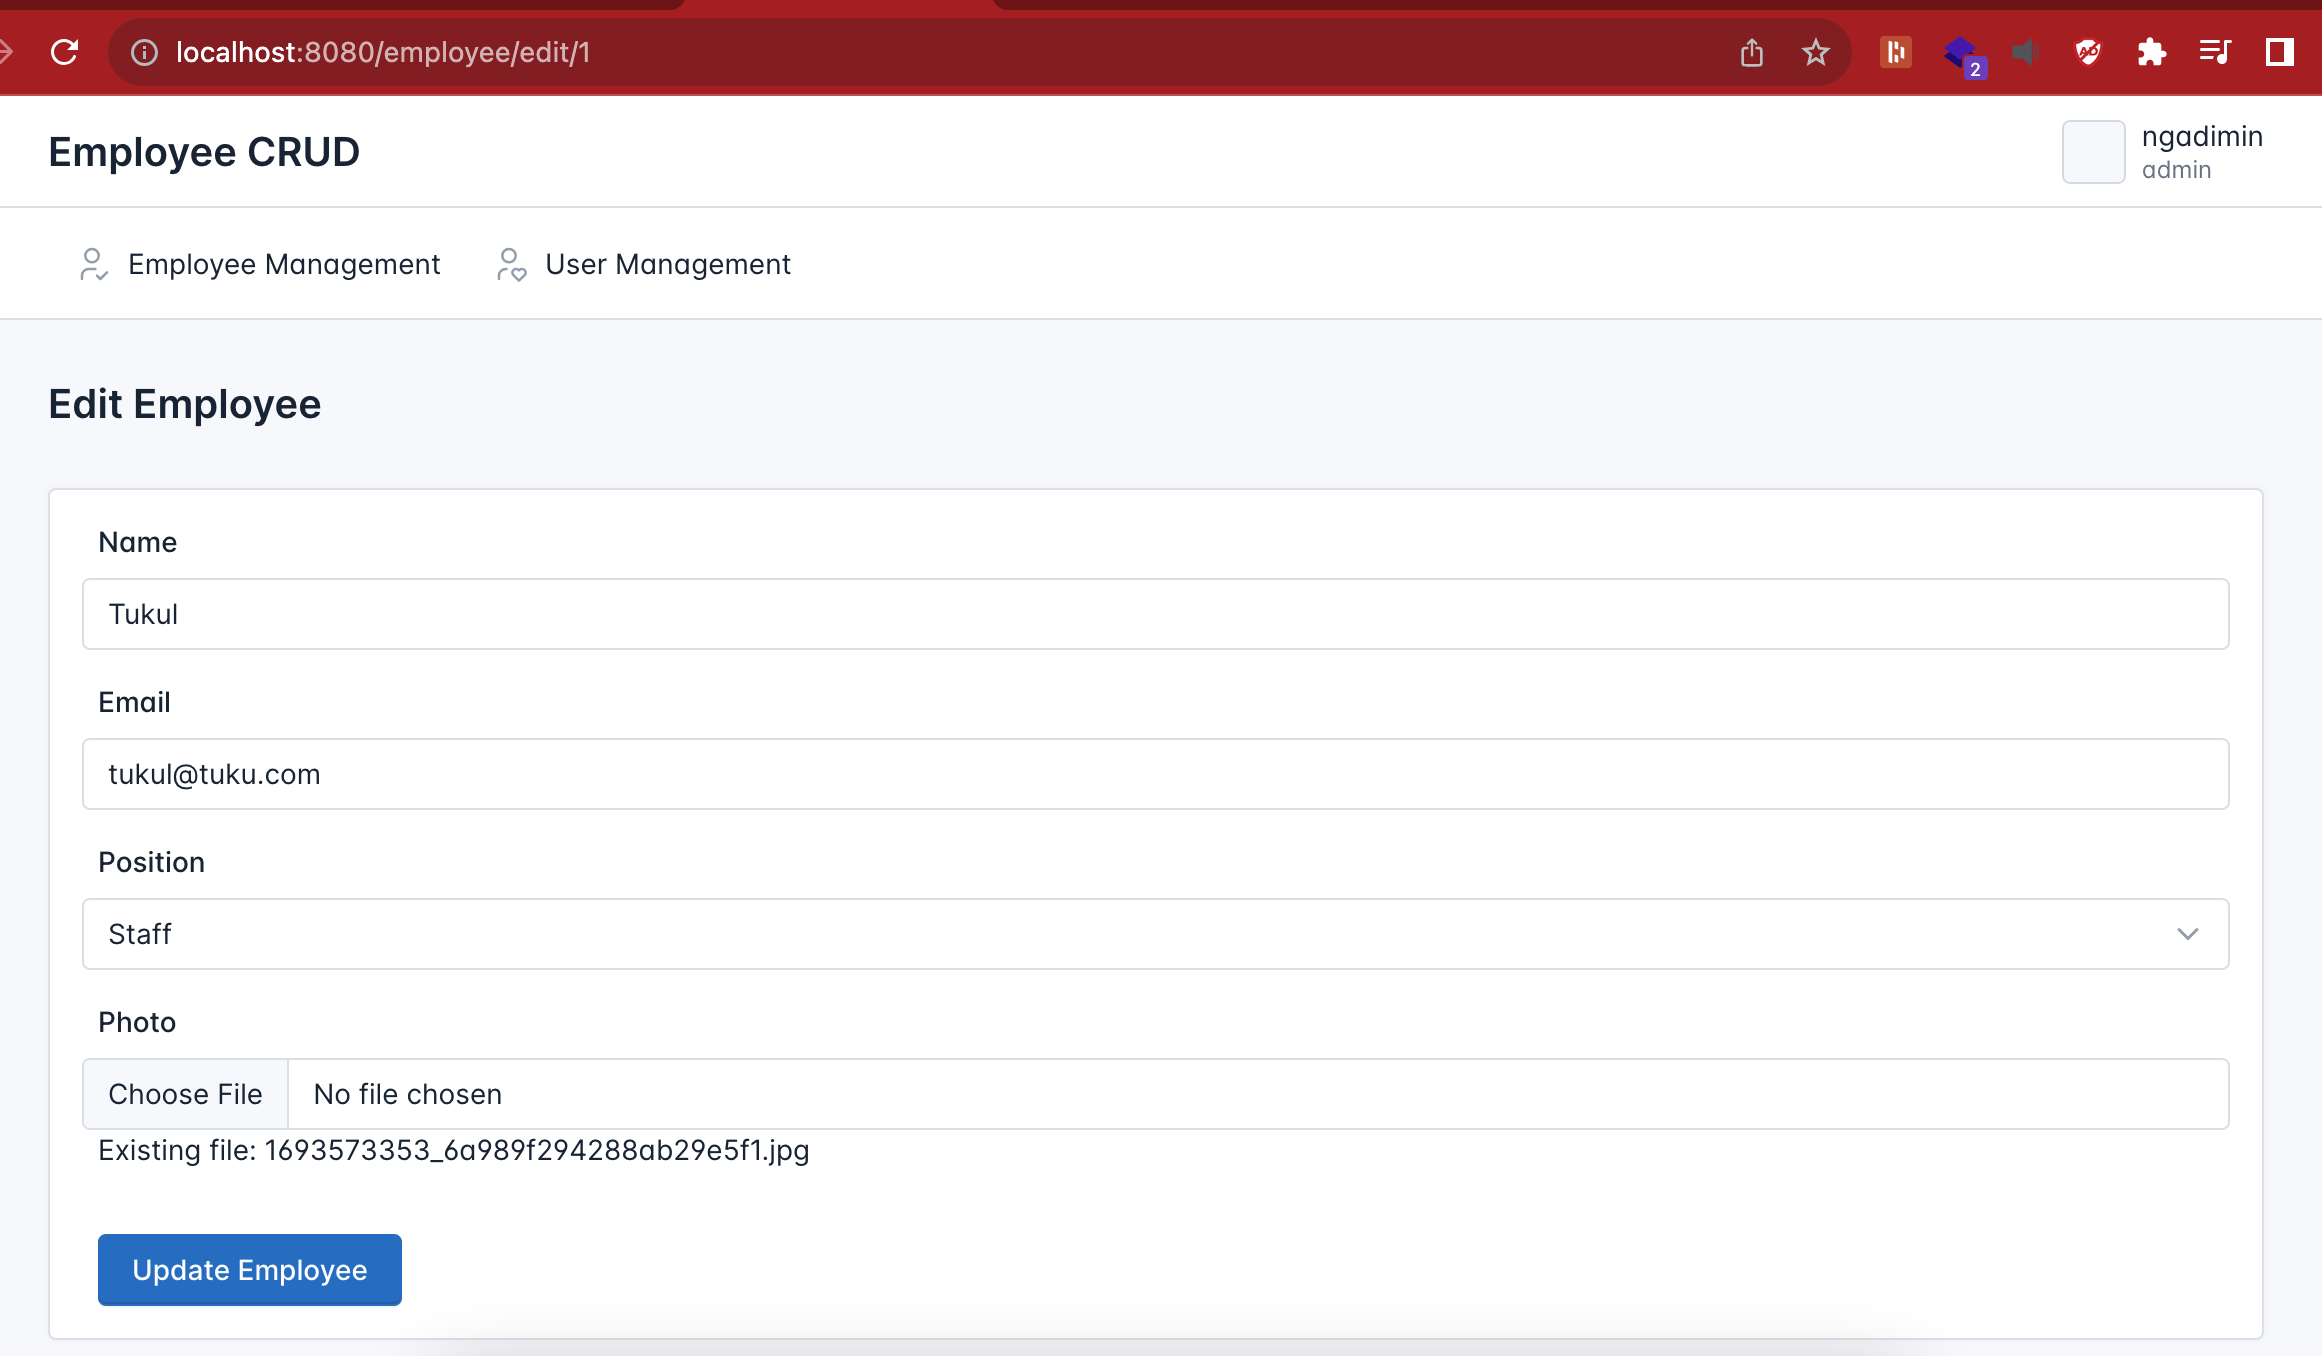 localhost:8080/employee/edit/1
2
Employee CRUD
ngadimin
admin
Employee Management
User Management
Edit Employee
Name
Tukul
Email
tukul@tuku.com
Position
Staff
Photo
Choose File
No file chosen
Existing file: 1693573353_6a989f294288ab29e5f1.jpg
Update Employee